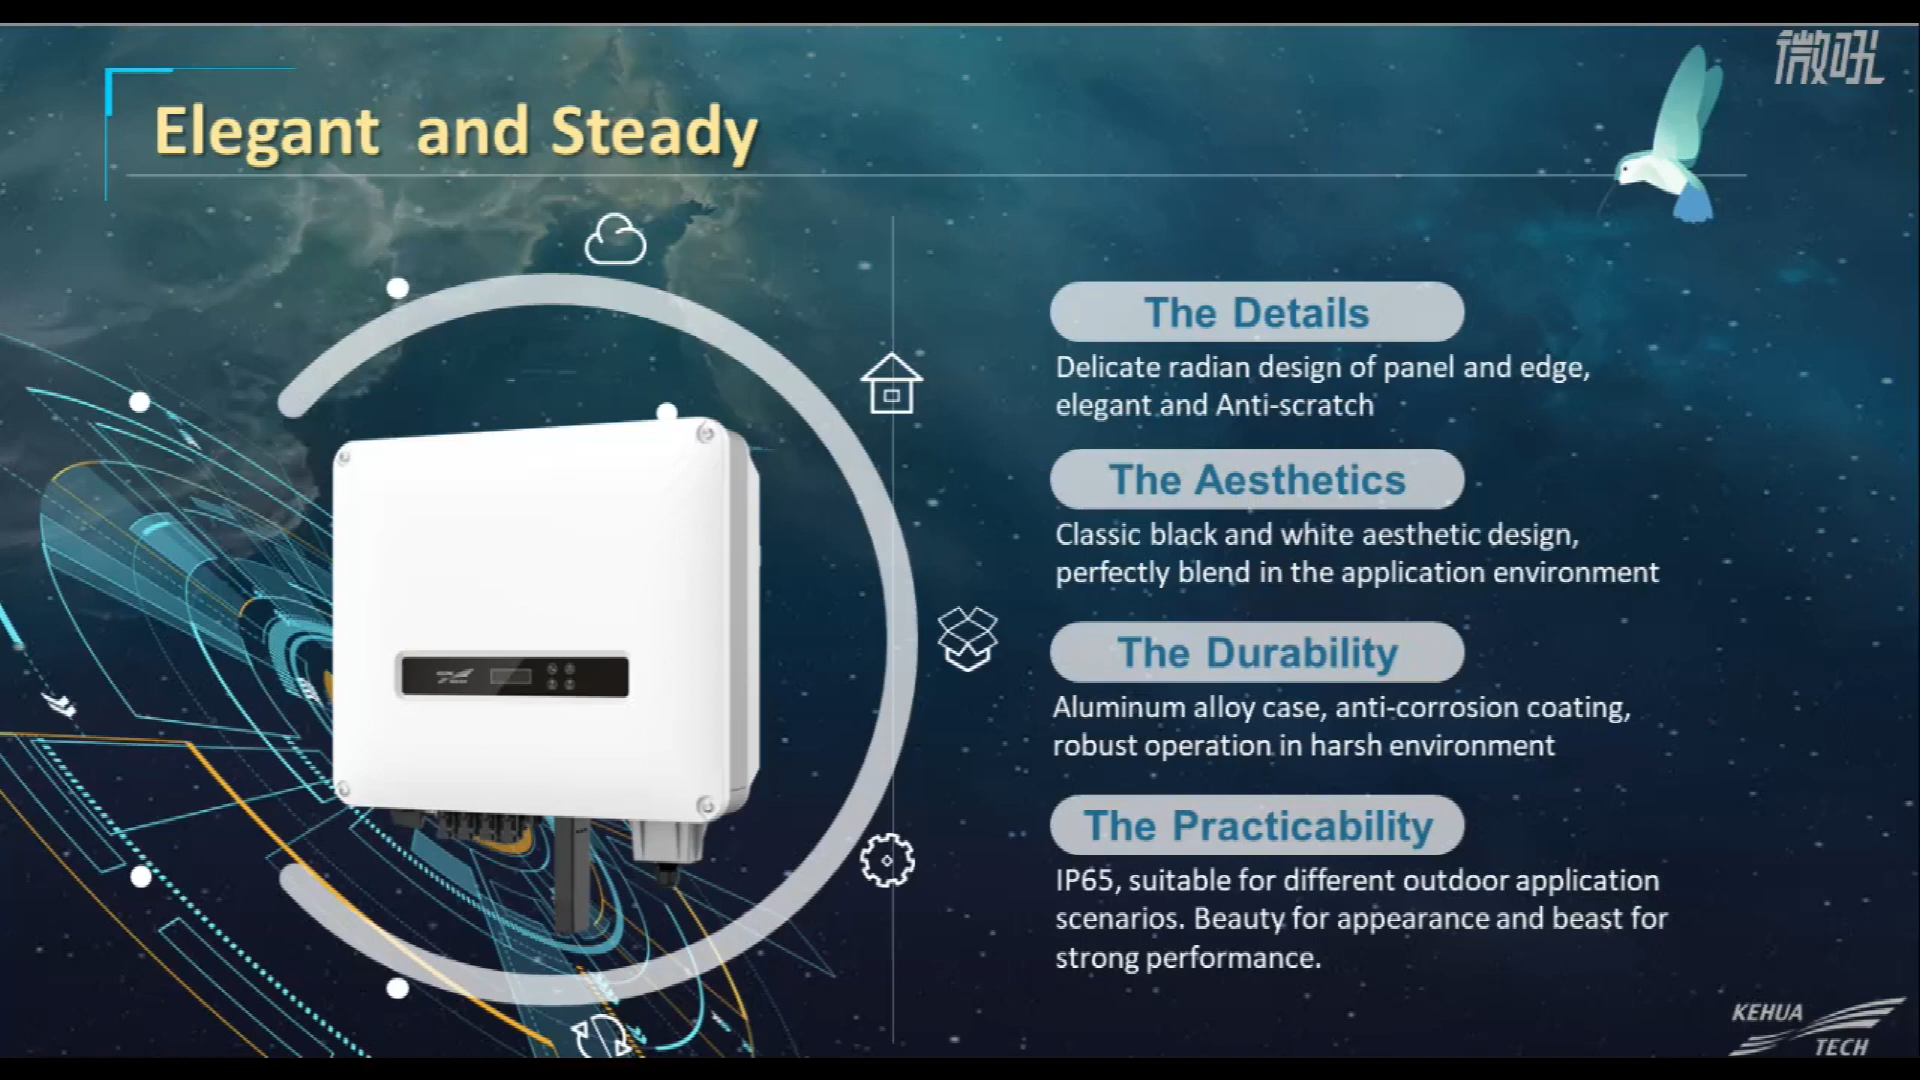 微吼
Elegant and Steady
The Details
Delicate radian design of panel and edge,
elegant and Anti-scratch
The Aesthetics
Classic black and white aesthetic design,
perfectly blend in the application environment
The Durability
Aluminum alloy case, anti-corrosion coating,
robust operation in harsh environment
The Practicability
IP65, suitable for different outdoor application
scenarios. Beauty for appearance and beast for
strong performance.
KEHUA
TECH